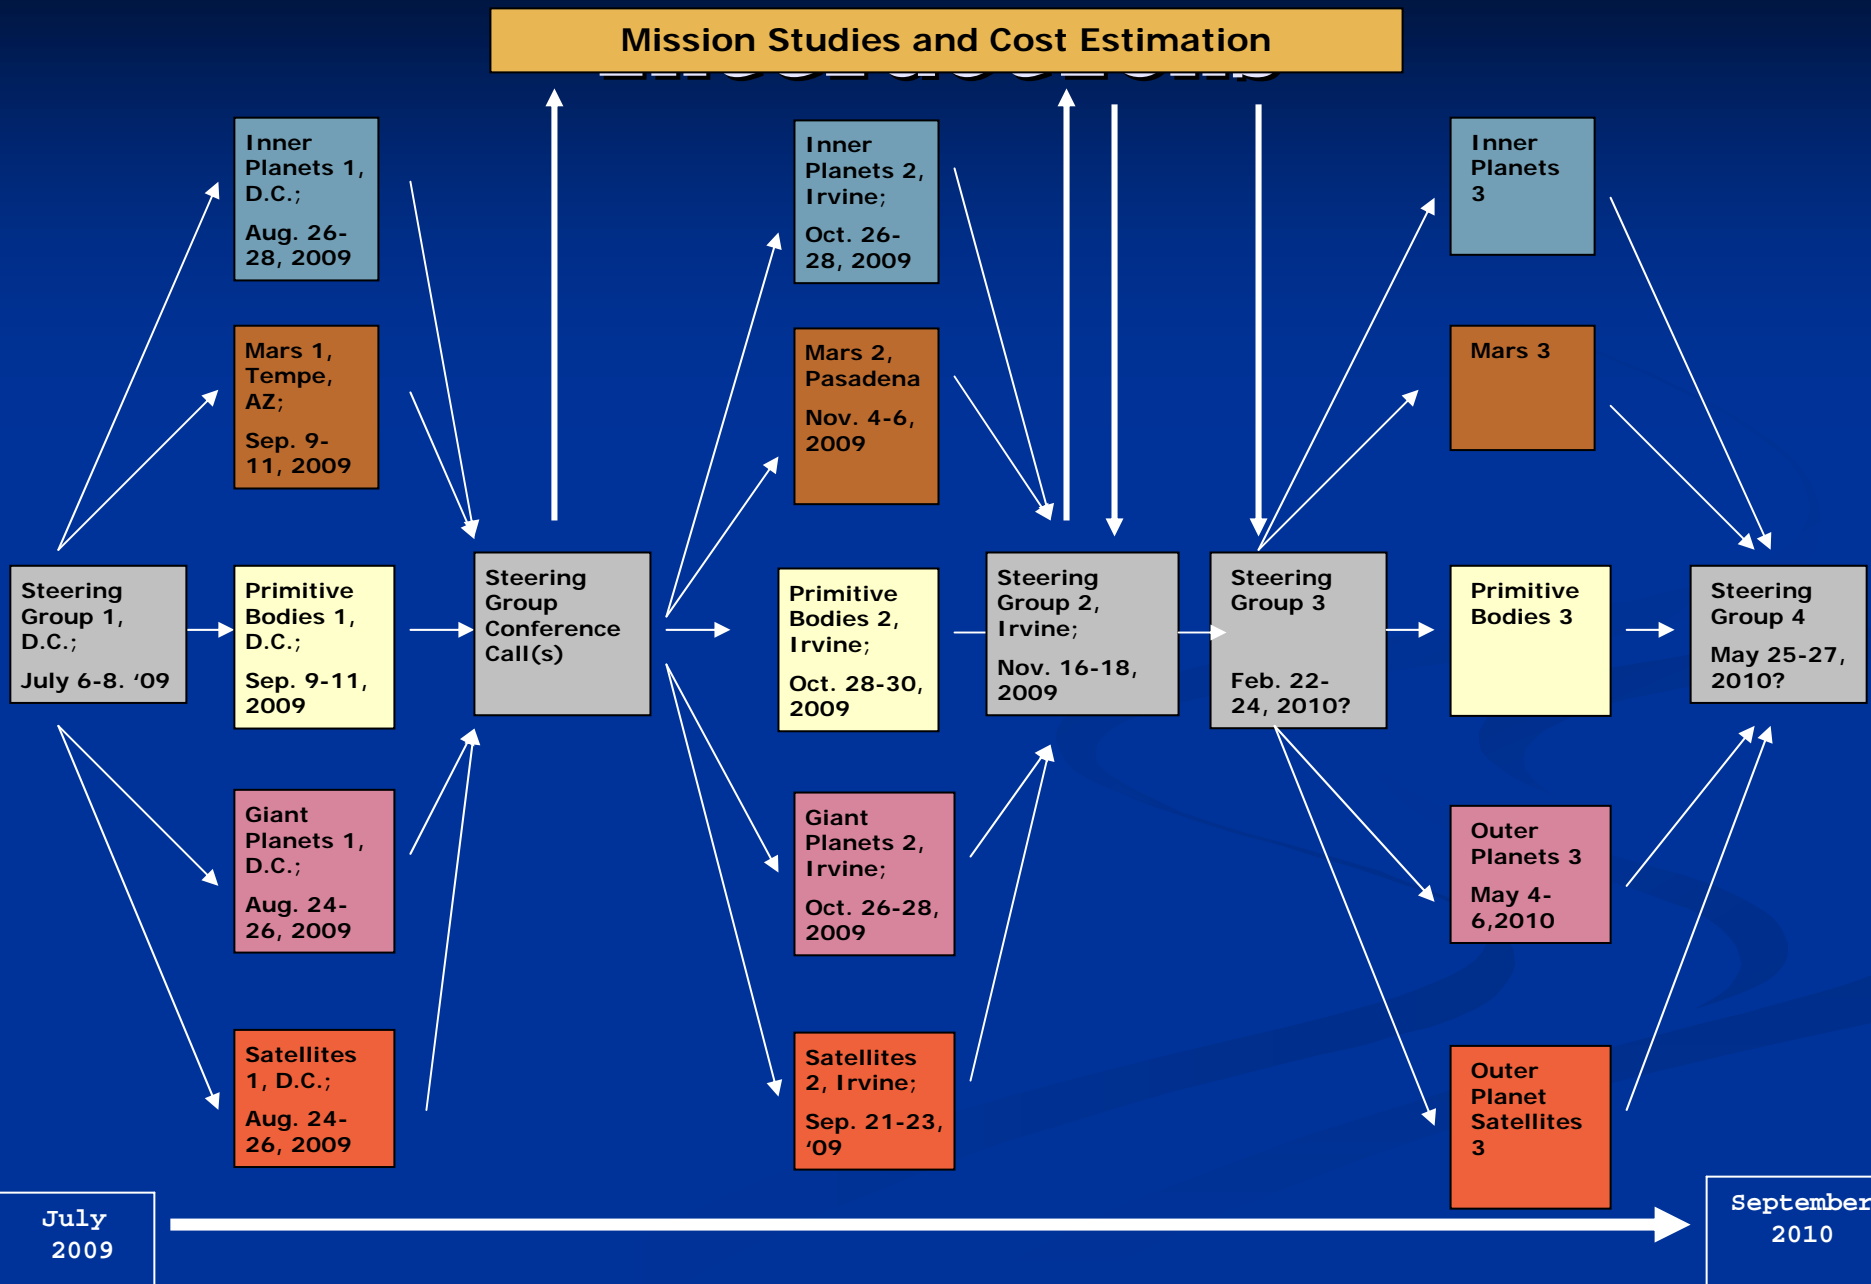 Mission Studies and Cost Estimation
Inner
Planets 1,
D.C.;
Aug. 26-
28, 2009
Inner
Planets 2,
Irvine;
Oct. 26-
28, 2009
Inner
Planets
3
Mars 1,
Tempe,
AZ;
Sep. 9-
11, 2009
Mars 2,
Pasadena
Nov. 4-6,
2009
Mars 3
Steering
Group 1,
D.C.;
July 6-8. ‘09
Primitive
Bodies 1,
D.C.;
Sep. 9-11,
2009
Steering
Group
Conference
Call(s)
Primitive
Bodies 2,
Irvine;
Oct. 28-30,
2009
Steering
Group 2,
Irvine;
Nov. 16-18,
2009
Steering
Group 3
Feb. 22-
24, 2010?
Primitive
Bodies 3
Steering
Group 4
May 25-27,
2010?
Giant
Planets 1,
D.C.;
Aug. 24-
26, 2009
Giant
Planets 2,
Irvine;
Oct. 26-28,
2009
Outer
Planets 3
May 4-
6,2010
Satellites
1, D.C.;
Aug. 24-
26, 2009
Satellites
2, Irvine;
Sep. 21-23,
‘09
Outer
Planet
Satellites
3
July
2009
September
2010